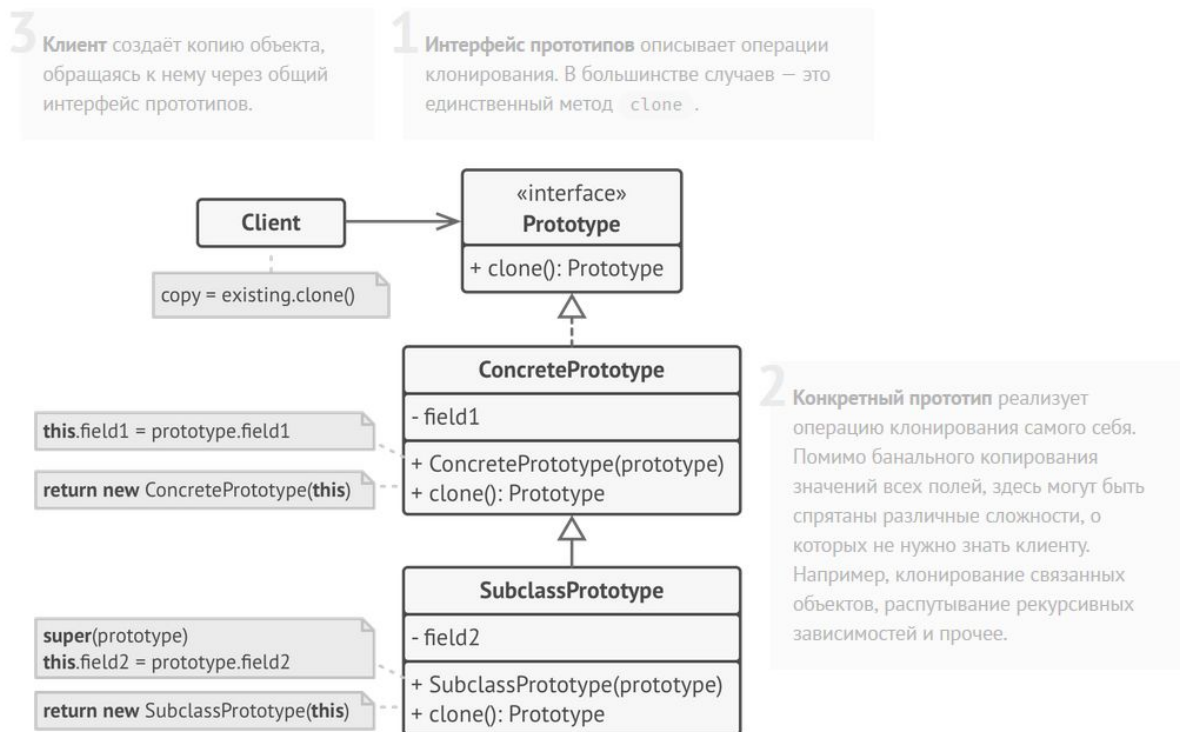 3
Клиент создаёт копию объекта,
обращаясь к нему через общий
интерфейс прототипов.
1
Интерфейс прототипов описывает операции
клонирования. В большинстве случаев — это
единственный метод clone .
«interface»
Prototype
+ clone(): Prototype
Client
copy = existing.clone()
ConcretePrototype
- field1
+ ConcretePrototype(prototype)
+ clone(): Prototype
this.field1 = prototype.field1
return new ConcretePrototype(this)
2
Конкретный прототип реализует
операцию клонирования самого себя.
Помимо банального копирования
значений всех полей, здесь могут быть
спрятаны различные сложности, о
которых не нужно знать клиенту.
Например, клонирование связанных
объектов, распутывание рекурсивных
зависимостей и прочее.
SubclassPrototype
- field2
+ SubclassPrototype(prototype)
+ clone(): Prototype
super(prototype)
this.field2 = prototype.field2
return new SubclassPrototype(this)